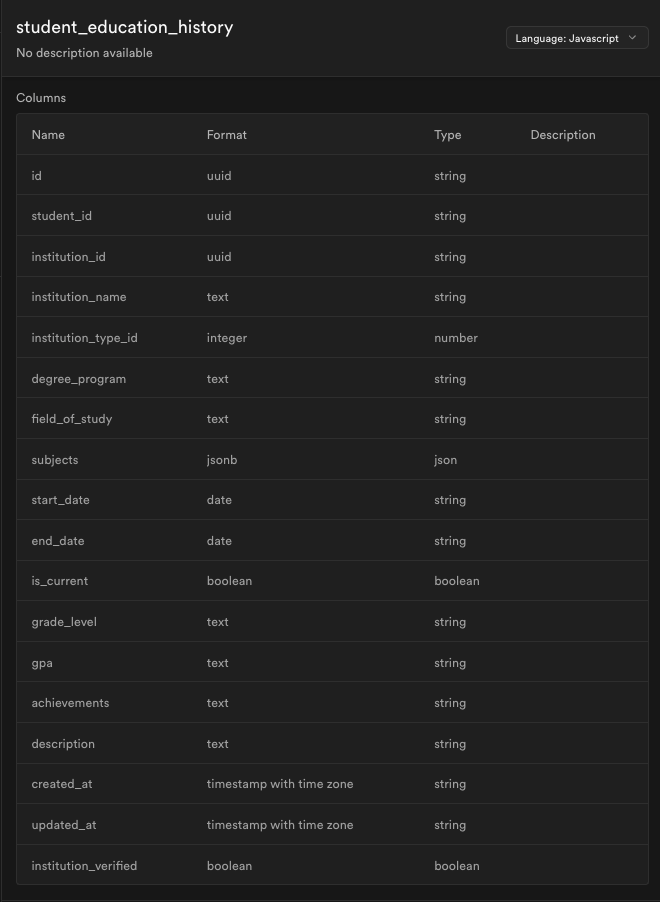 student_education_history
Language: Javascript
No description available
Columns
Name Format Type Description
id uuid string
student_id uuid string
institution_id uuid string
institution_name text string
institution_type_id integer number
degree_program text string
field_of_study text string
subjects jsonb json
start_date date string
end_date date string
is_current boolean boolean
grade_level text string
gpa text string
achievements text string
description text string
created_at timestamp with time zone string
updated_at timestamp with time zone string
institution_verified boolean boolean